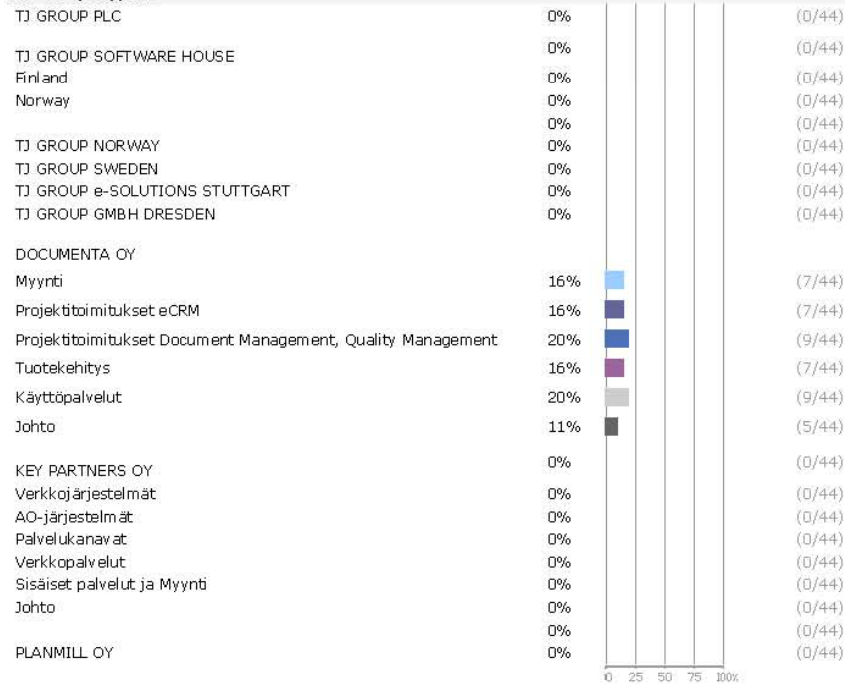 TJ GROUP PLC 0% (0/44)
0% (0/44)
TJ GROUP SOFTWARE HOUSE
Finland 0% (0/44)
Norway 0% (0/44)
0% (0/44)
TJ GROUP NORWAY 0% (0/44)
TJ GROUP SWEDEN 0% (0/44)
TJ GROUP e-SOLUTIONS STUTTGART 0% (0/44)
TJ GROUP GMBH DRESDEN 0% (0/44)
DOCUMENTA OY
Myynti 16% (7/44)
Projektitoimitukset eCRM 16% (7/44)
Projektitoimitukset Document Management, Quality Management 20% (9/44)
Tuotekehitys 16% (7/44)
Käyttöpalvelut 20% (9/44)
Johto 11% (5/44)
0% (0/44)
KEY PARTNERS OY
Verkkojärjestelmät 0% (0/44)
AO-järjestelmät 0% (0/44)
Palvelukanavat 0% (0/44)
Verkkopalvelut 0% (0/44)
Sisäiset palvelut ja Myynti 0% (0/44)
Johto 0% (0/44)
0% (0/44)
PLANMILL OY 0% (0/44)
0 25 50 75 100%